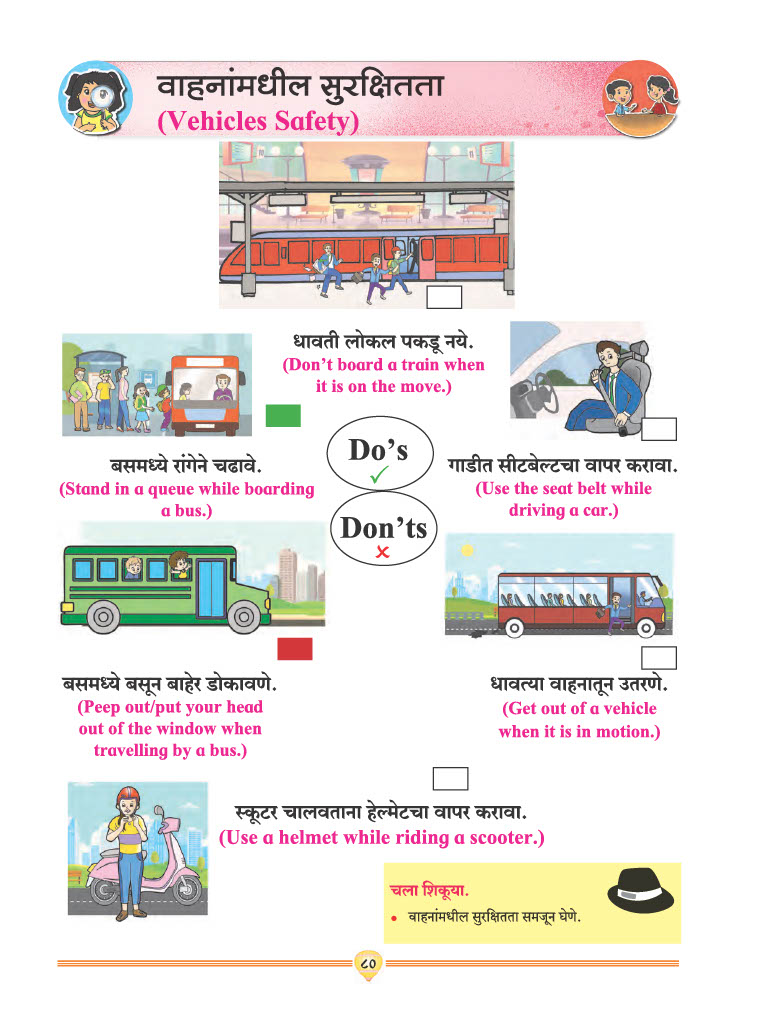 वाहनांमधील सुरक्षितता
(Vehicles Safety)
धावती लोकल पकडू नये.
(Don't board a train when
it is on the move.)
बसमध्ये रांगेने चढावे.
(Stand in a queue while boarding
a bus.)
Do's
गाडीत सीटबेल्टचा वापर करावा.
(Use the seat belt while
driving a car.)
Don'ts
बसमध्ये बसून बाहेर डोकावणे.
(Peep out/put your head
out of the window when
travelling by a bus.)
धावत्या वाहनातून उतरणे.
(Get out of a vehicle
when it is in motion.)
स्कूटर चालवताना हेल्मेटचा वापर करावा.
(Use a helmet while riding a scooter.)
चला शिकूया.
• वाहनांमधील सुरक्षितता समजून घेणे.
८०